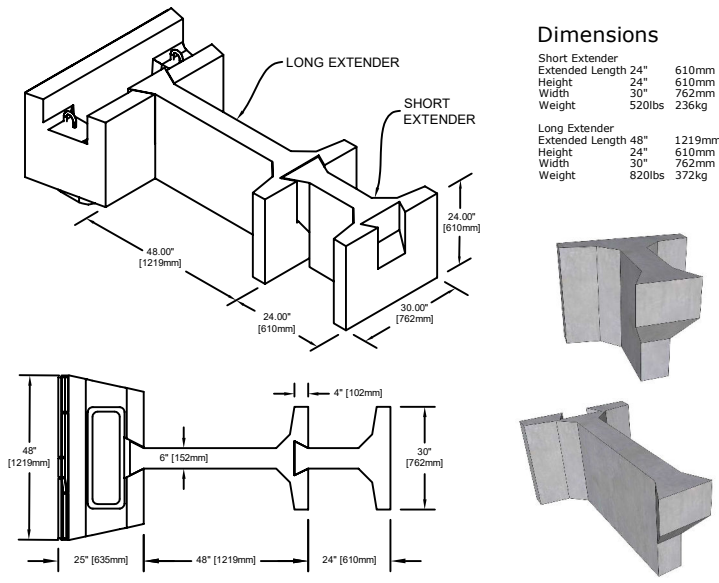 Dimensions
Short Extender
Extended Length 24" 610mm
Height 24" 610mm
Width 30" 762mm
Weight 520lbs 236kg
Long Extender
Extended Length 48" 1219mm
Height 24" 610mm
Width 30" 762mm
Weight 820lbs 372kg
LONG EXTENDER
SHORT
EXTENDER
24.00"
[610mm]
48.00"
[1219mm]
24.00"
[610mm]
30.00"
[762mm]
4" [102mm]
48"
[1219mm]
6" [152mm]
30"
[762mm]
25" [635mm]
48" [1219mm]
24" [610mm]